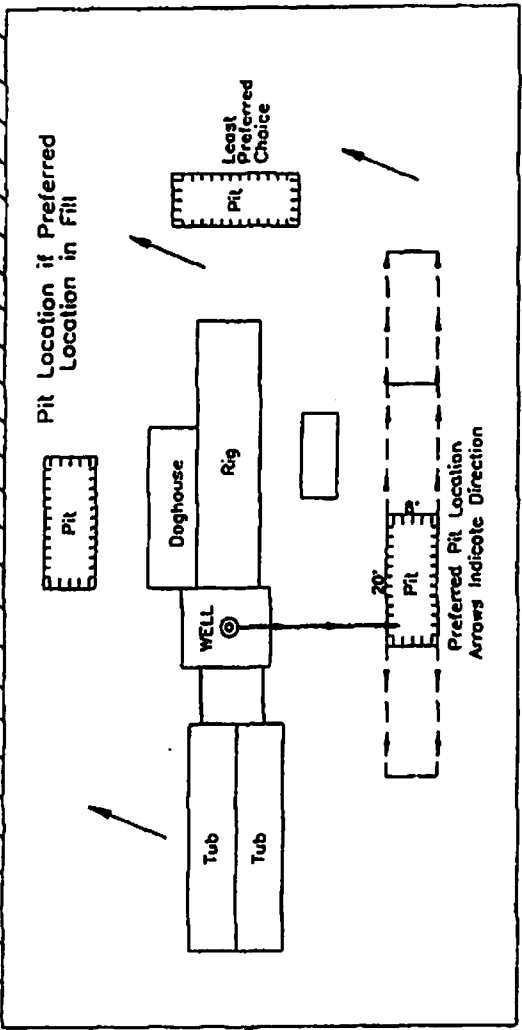 Pit Location if Preferred
Location in Fill
Pit
Least
Preferred
Choice
Pit
Doghouse
Rig
WELL
Tub
Tub
20'
8'
Pit
Preferred Pit Location
Arrows Indicate Direction